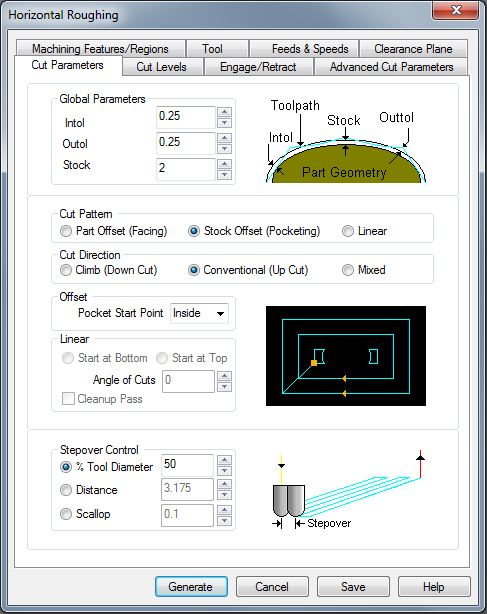 Horizontal Roughing
Machining Features/Regions Tool Feeds & Speeds Clearance Plane
Cut Parameters Cut Levels Engage/Retract Advanced Cut Parameters
Global Parameters
Intol 0.25
Outol 0.25
Stock 2
Toolpath
Stock
Outtol
Intol
Part Geometry
Cut Pattern
Part Offset (Facing) Stock Offset (Pocketing) Linear
Cut Direction
Climb (Down Cut) Conventional (Up Cut) Mixed
Offset
Pocket Start Point Inside
Linear
Start at Bottom Start at Top
Angle of Cuts 0
Cleanup Pass
Stepover Control
% Tool Diameter 50
Distance 3.175
Scallop 0.1
Stepover
Generate Cancel Save Help